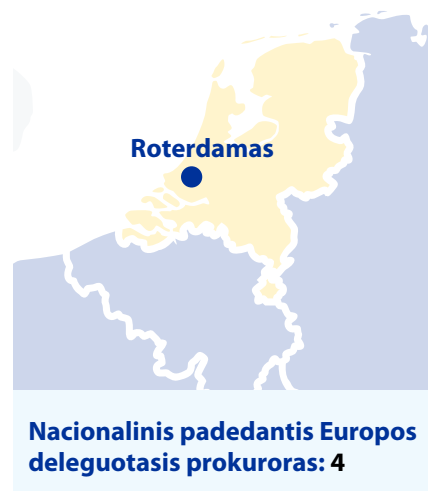 Roterdamas
Nacionalinis padedantis Europos
deleguotasis prokuroras: 4